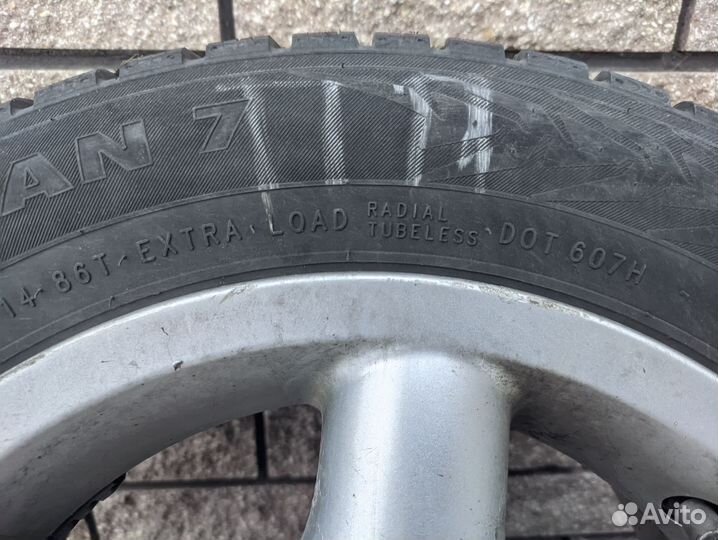 AN 7
14 86T EXTRA LOAD RADIAL TUBELESS DOT 607H
Avito